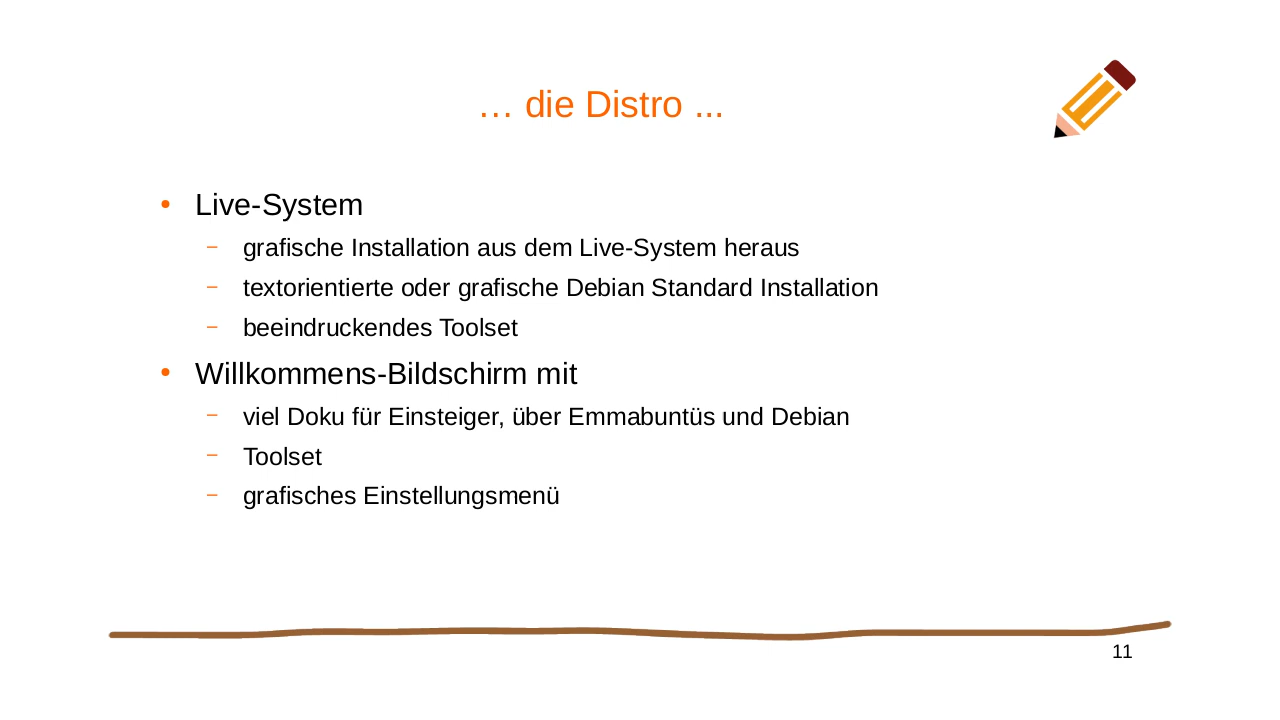 … die Distro ...
● Live-System
– grafische Installation aus dem Live-System heraus
– textorientierte oder grafische Debian Standard Installation
– beeindruckendes Toolset
● Willkommens-Bildschirm mit
– viel Doku für Einsteiger, über Emmabuntüs und Debian
– Toolset
– grafisches Einstellungsmenü
11